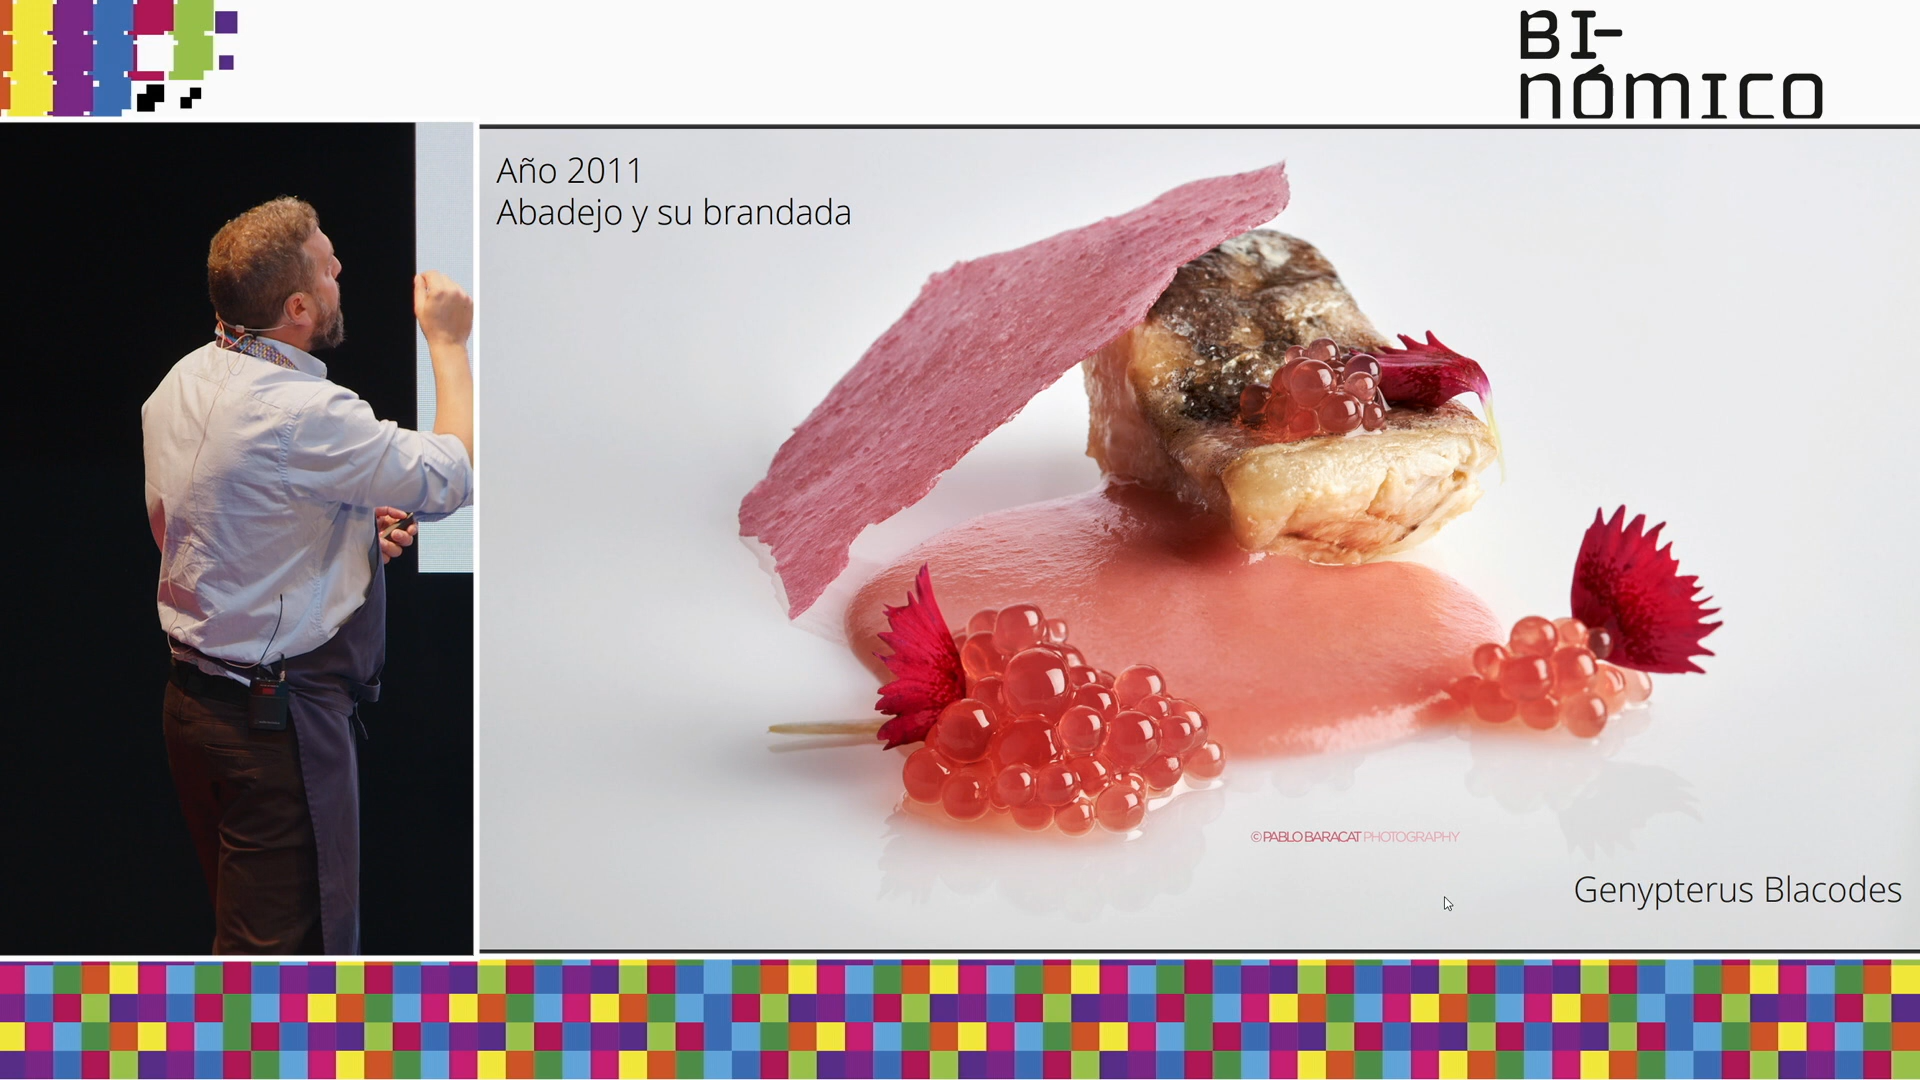 BI-
NÓMICO
Año 2011
Abadejo y su brandada
©PABLO BARACAT PHOTOGRAPHY
Genypterus Blacodes